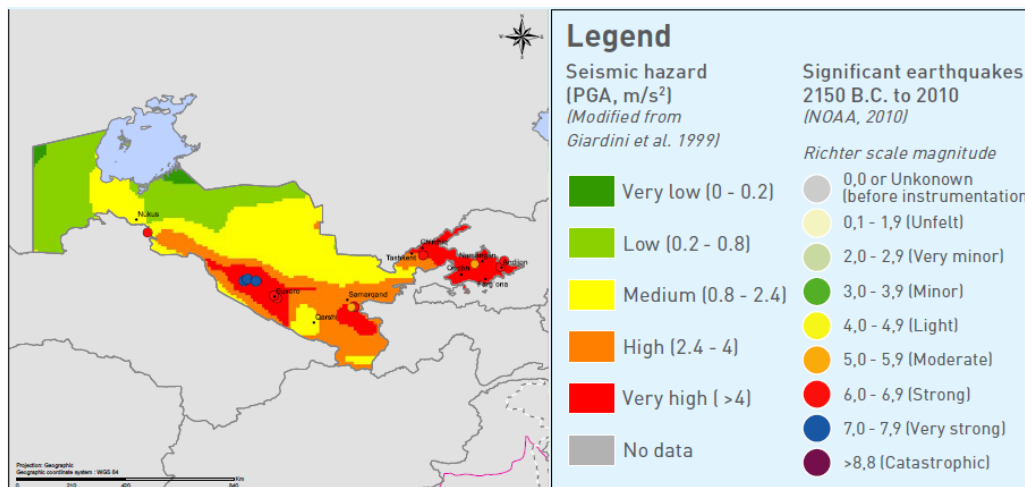 N
W
E
S
Nukus
Tashkent
Namangan
Samarqand
Qarshi
Projection: Geographic
Geographic coordinate system : WGS 84
0
210
420
840
Km
Legend
Seismic hazard
(PGA, m/s²)
(Modified from
Giardini et al. 1999)
Very low (0 - 0.2)
Low (0.2 - 0.8)
Medium (0.8 - 2.4)
High (2.4 - 4)
Very high ( >4)
No data
Significant earthquakes
2150 B.C. to 2010
(NOAA, 2010)
Richter scale magnitude
0,0 or Unkonown
(before instrumentation
0,1 - 1,9 (Unfelt)
2,0 - 2,9 (Very minor)
3,0 - 3,9 (Minor)
4,0 - 4,9 (Light)
5,0 - 5,9 (Moderate)
6,0 - 6,9 (Strong)
7,0 - 7,9 (Very strong)
>8,8 (Catastrophic)